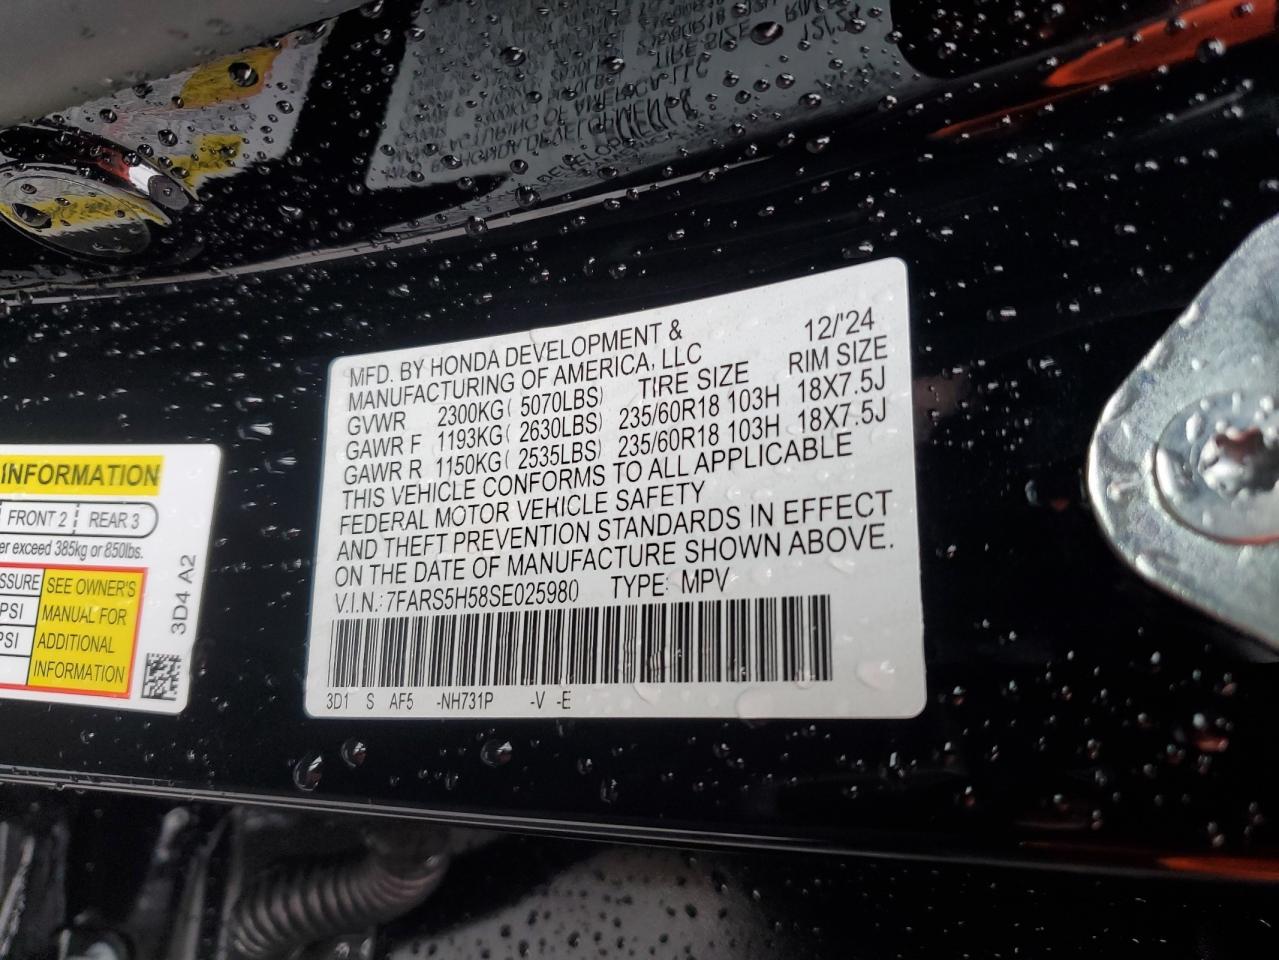 MFD. BY HONDA DEVELOPMENT & 12/'24
MANUFACTURING OF AMERICA, LLC
GVWR 2300KG( 5070LBS) TIRE SIZE RIM SIZE
GAWR F 1193KG( 2630LBS) 235/60R18 103H 18X7.5J
GAWR R 1150KG( 2535LBS) 235/60R18 103H 18X7.5J
THIS VEHICLE CONFORMS TO ALL APPLICABLE
FEDERAL MOTOR VEHICLE SAFETY
AND THEFT PREVENTION STANDARDS IN EFFECT
ON THE DATE OF MANUFACTURE SHOWN ABOVE.
V.I.N.: 7FARS5H58SE025980 TYPE: MPV
3D1 S AF5 -NH731P -V -E
INFORMATION
FRONT 2 REAR 3
exceed 385kg or 850lbs.
SEE OWNER'S
MANUAL FOR
ADDITIONAL
INFORMATION
PSI
PSI
3D4 A2